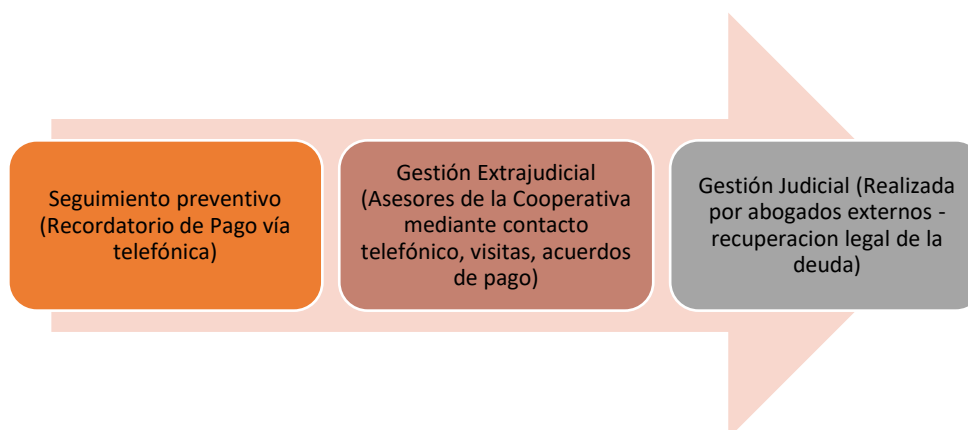 Seguimiento preventivo
(Recordatorio de Pago vía
telefónica)
Gestión Extrajudicial
(Asesores de la Cooperativa
mediante contacto
telefónico, visitas, acuerdos
de pago)
Gestión Judicial (Realizada
por abogados externos -
recuperacion legal de la
deuda)